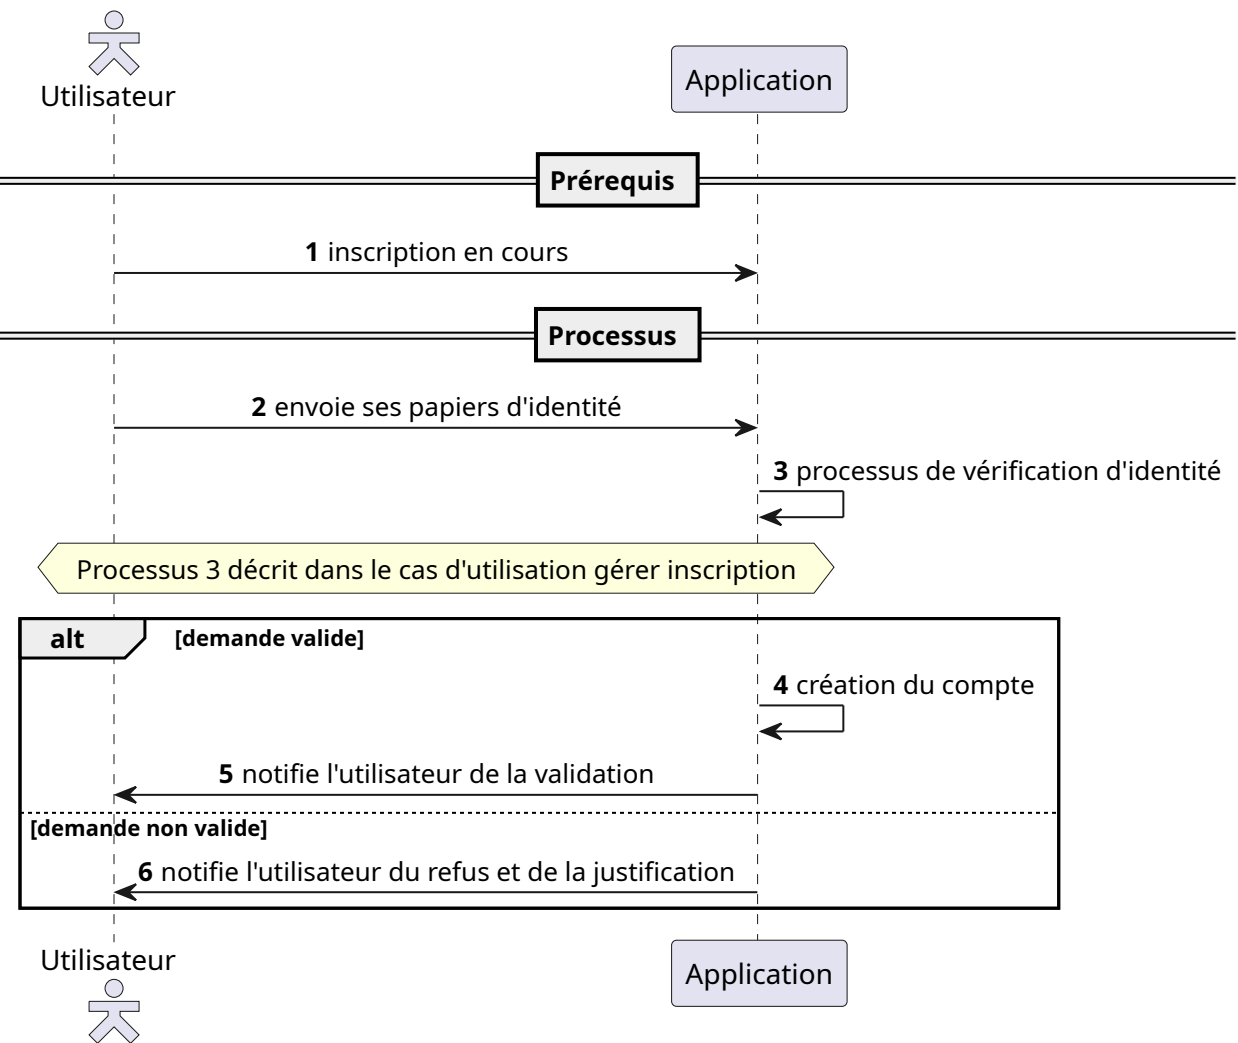 Utilisateur
Application
Prérequis
1 inscription en cours
Processus
2 envoie ses papiers d'identité
3 processus de vérification d'identité
Processus 3 décrit dans le cas d'utilisation gérer inscription
alt [demande valide]
4 création du compte
5 notifie l'utilisateur de la validation
[demande non valide]
6 notifie l'utilisateur du refus et de la justification
Utilisateur
Application